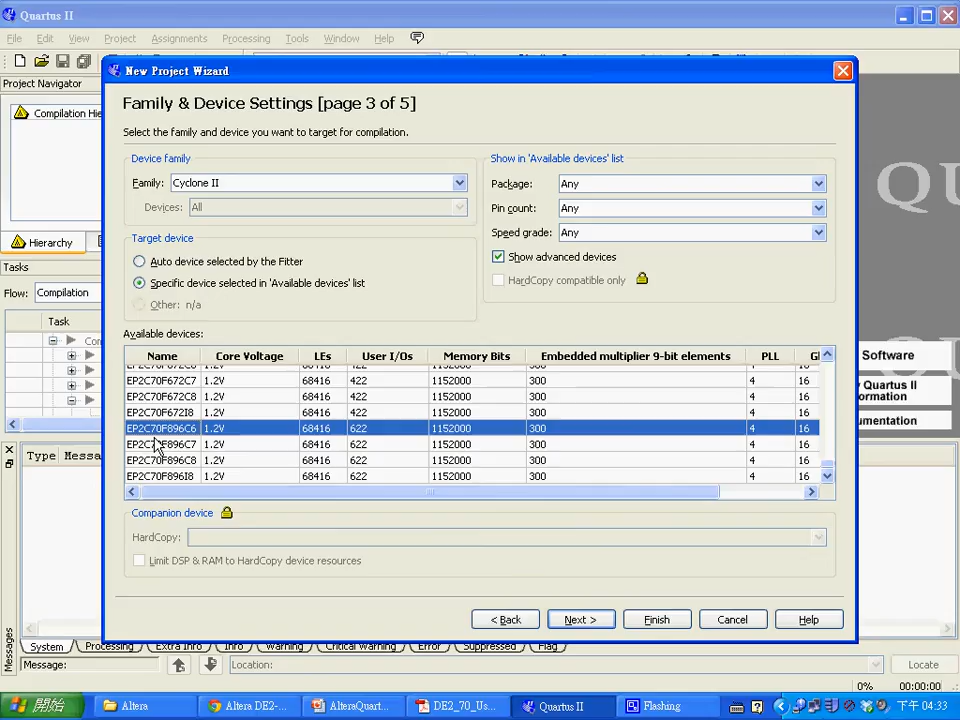 Quartus II
File Edit View Project Assignments Processing Tools Window Help
Project Navigator
Compilation Hie
Hierarchy
Tasks
Flow: Compilation
Task
Co
New Project Wizard
Family & Device Settings [page 3 of 5]
Select the family and device you want to target for compilation.
Device family
Family: Cyclone II
Devices: All
Target device
Auto device selected by the Fitter
Specific device selected in 'Available devices' list
Other: n/a
Show in 'Available devices' list
Package: Any
Pin count: Any
Speed grade: Any
Show advanced devices
HardCopy compatible only
Available devices:
Name Core Voltage LEs User I/Os Memory Bits Embedded multiplier 9-bit elements PLL Gl
EP2C70F672C7 1.2V 68416 422 1152000 300 4 16
EP2C70F672C8 1.2V 68416 422 1152000 300 4 16
EP2C70F672I8 1.2V 68416 422 1152000 300 4 16
EP2C70F896C6 1.2V 68416 622 1152000 300 4 16
EP2C70F896C7 1.2V 68416 622 1152000 300 4 16
EP2C70F896C8 1.2V 68416 622 1152000 300 4 16
EP2C70F896I8 1.2V 68416 622 1152000 300 4 16
Companion device
HardCopy:
Limit DSP & RAM to HardCopy device resources
< Back Next > Finish Cancel Help
QU
Software
Quartus II
ormation
umentation
Type Messa
Messages
System Processing Extra Info Info Warning Critical Warning Error Suppressed Flag
Message: Location: Locate
0% 00:00:00
開始 Altera Altera DE2-... AlteraQuart... DE2_70_Us... Quartus II Flashing 下午 04:33